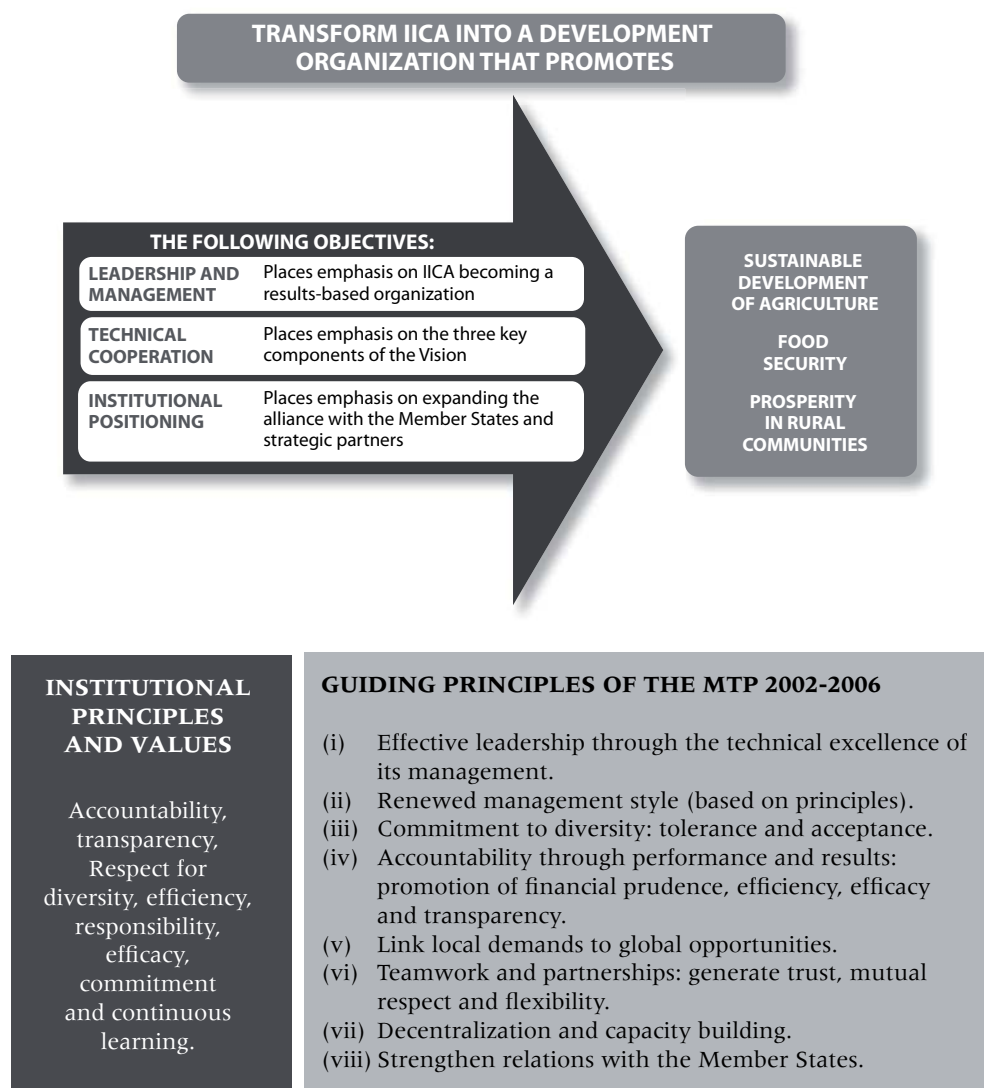 TRANSFORM IICA INTO A DEVELOPMENT
ORGANIZATION THAT PROMOTES
THE FOLLOWING OBJECTIVES:
LEADERSHIP AND
MANAGEMENT
Places emphasis on IICA becoming a
results-based organization
TECHNICAL
COOPERATION
Places emphasis on the three key
components of the Vision
INSTITUTIONAL
POSITIONING
Places emphasis on expanding the
alliance with the Member States and
strategic partners
SUSTAINABLE
DEVELOPMENT
OF AGRICULTURE
FOOD
SECURITY
PROSPERITY
IN RURAL
COMMUNITIES
INSTITUTIONAL
PRINCIPLES
AND VALUES
Accountability,
transparency,
Respect for
diversity, efficiency,
responsibility,
efficacy,
commitment
and continuous
learning.
GUIDING PRINCIPLES OF THE MTP 2002-2006
(i) Effective leadership through the technical excellence of
its management.
(ii) Renewed management style (based on principles).
(iii) Commitment to diversity: tolerance and acceptance.
(iv) Accountability through performance and results:
promotion of financial prudence, efficiency, efficacy
and transparency.
(v) Link local demands to global opportunities.
(vi) Teamwork and partnerships: generate trust, mutual
respect and flexibility.
(vii) Decentralization and capacity building.
(viii) Strengthen relations with the Member States.